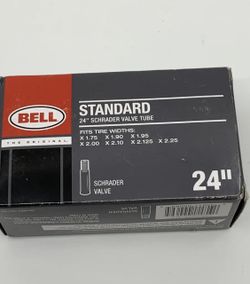 BELL
THE ORIGINAL
STANDARD
24" SCHRADER VALVE TUBE
FITS TIRE WIDTHS:
X 1.75 X 1.90 X 1.95
X 2.00 X 2.10 X 2.125 X 2.25
SCHRADER
VALVE
24"